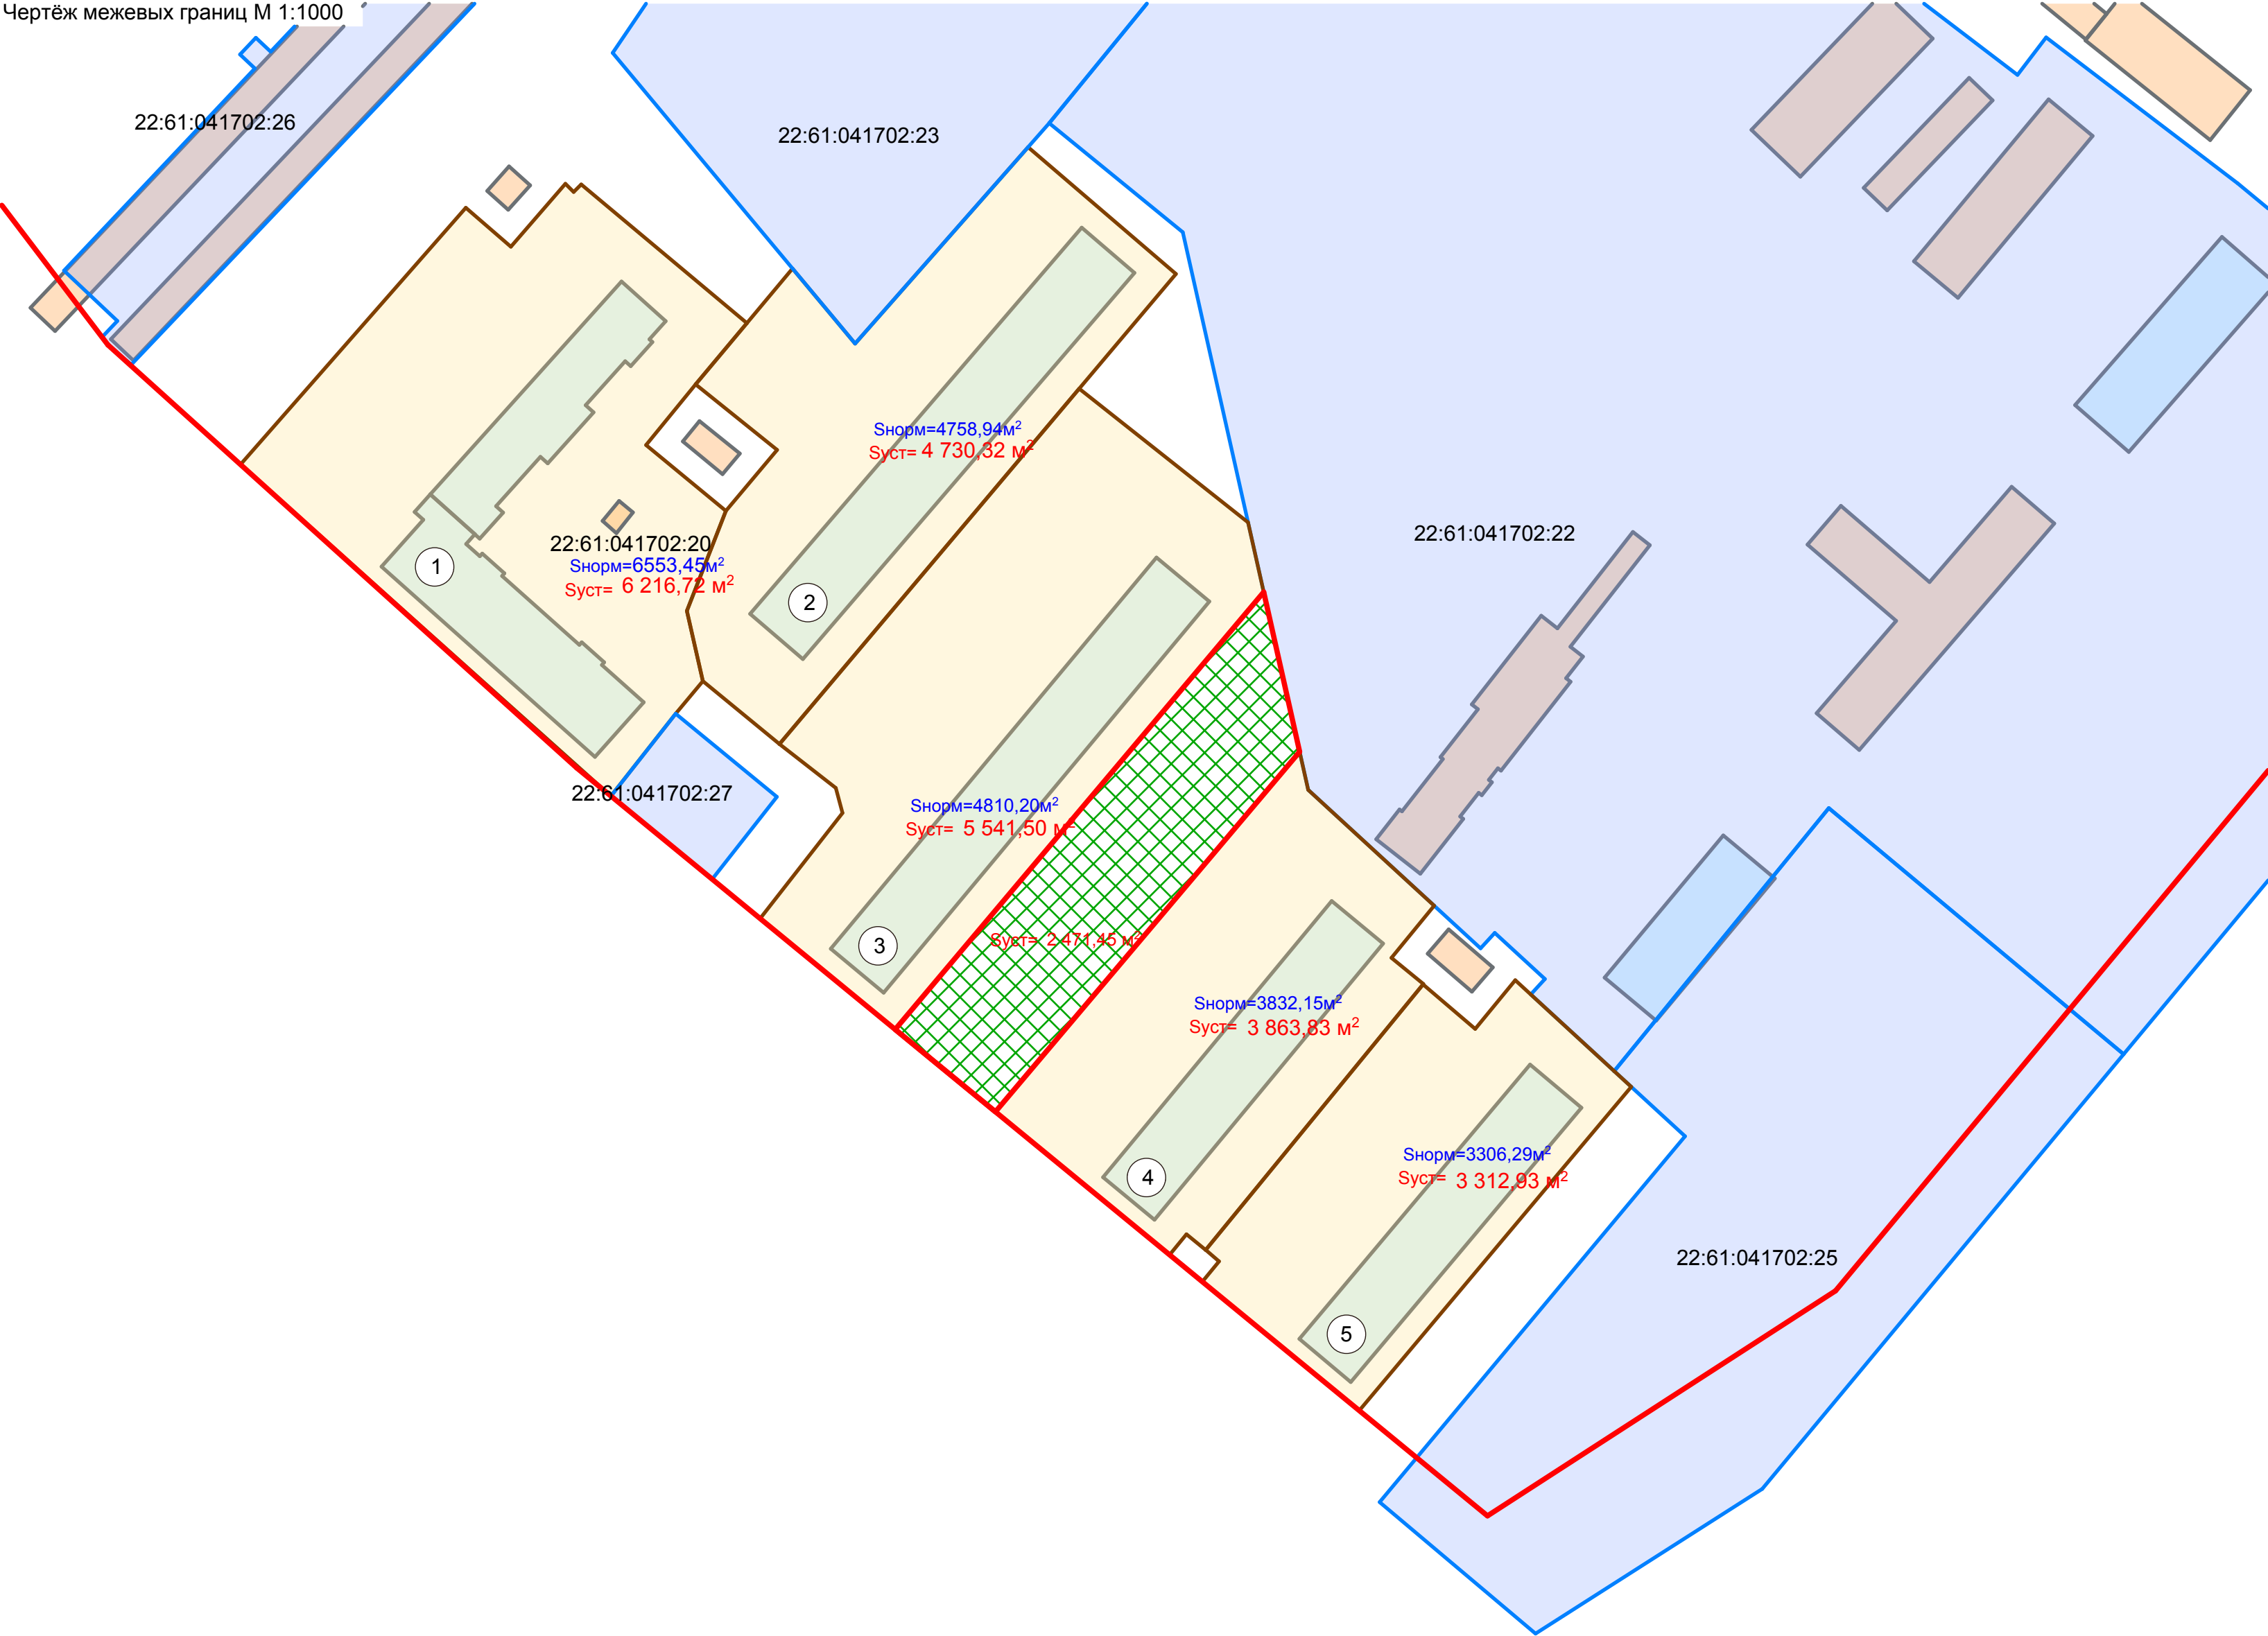 Чертёж межевых границ М 1:1000
22:61:041702:26
22:61:041702:23
Sнорм=4758,94м²
Sуст= 4 730,32 м²
22:61:041702:22
22:61:041702:20
Sнорм=6553,45м²
Sуст= 6 216,72 м²
1
2
22:61:041702:27
Sнорм=4810,20м²
Sуст= 5 541,50 м²
3
Sуст= 2 471,45 м²
Sнорм=3832,15м²
Sуст= 3 863,83 м²
4
Sнорм=3306,29м²
Sуст= 3 312,93 м²
22:61:041702:25
5